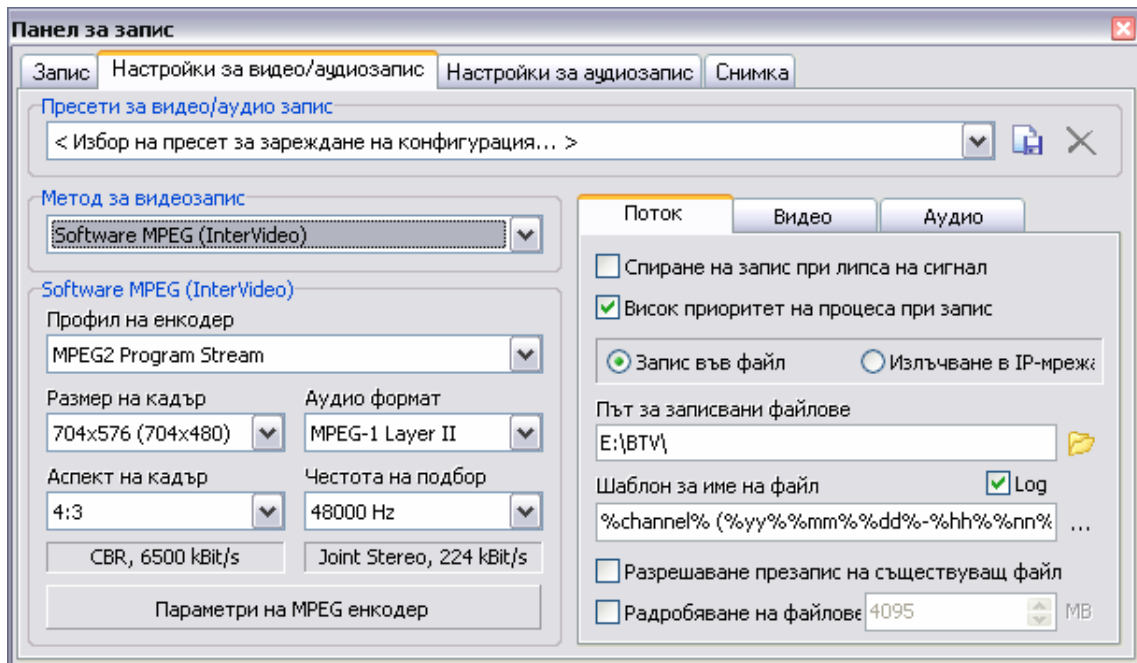 Панел за запис
Запис Настройки за видео/аудиозапис Настройки за аудиозапис Снимка
Пресети за видео/аудио запис
< Избор на пресет за зареждане на конфигурация... >
Метод за видеозапис
Software MPEG (InterVideo)
Software MPEG (InterVideo)
Профил на енкодер
MPEG2 Program Stream
Размер на кадър Аудио формат
704x576 (704x480) MPEG-1 Layer II
Аспект на кадър Честота на подбор
4:3 48000 Hz
CBR, 6500 kBit/s Joint Stereo, 224 kBit/s
Параметри на MPEG енкодер
Поток Видео Аудио
Спиране на запис при липса на сигнал
Висок приоритет на процеса при запис
Запис във файл Излъчване в IP-мрежа
Път за записвани файлове
E:\BTV\
Шаблон за име на файл Log
%channel% (%yy%%mm%%dd%-%hh%%nn% ...
Разрешаване презапис на съществуващ файл
Радробяване на файлове 4095 MB